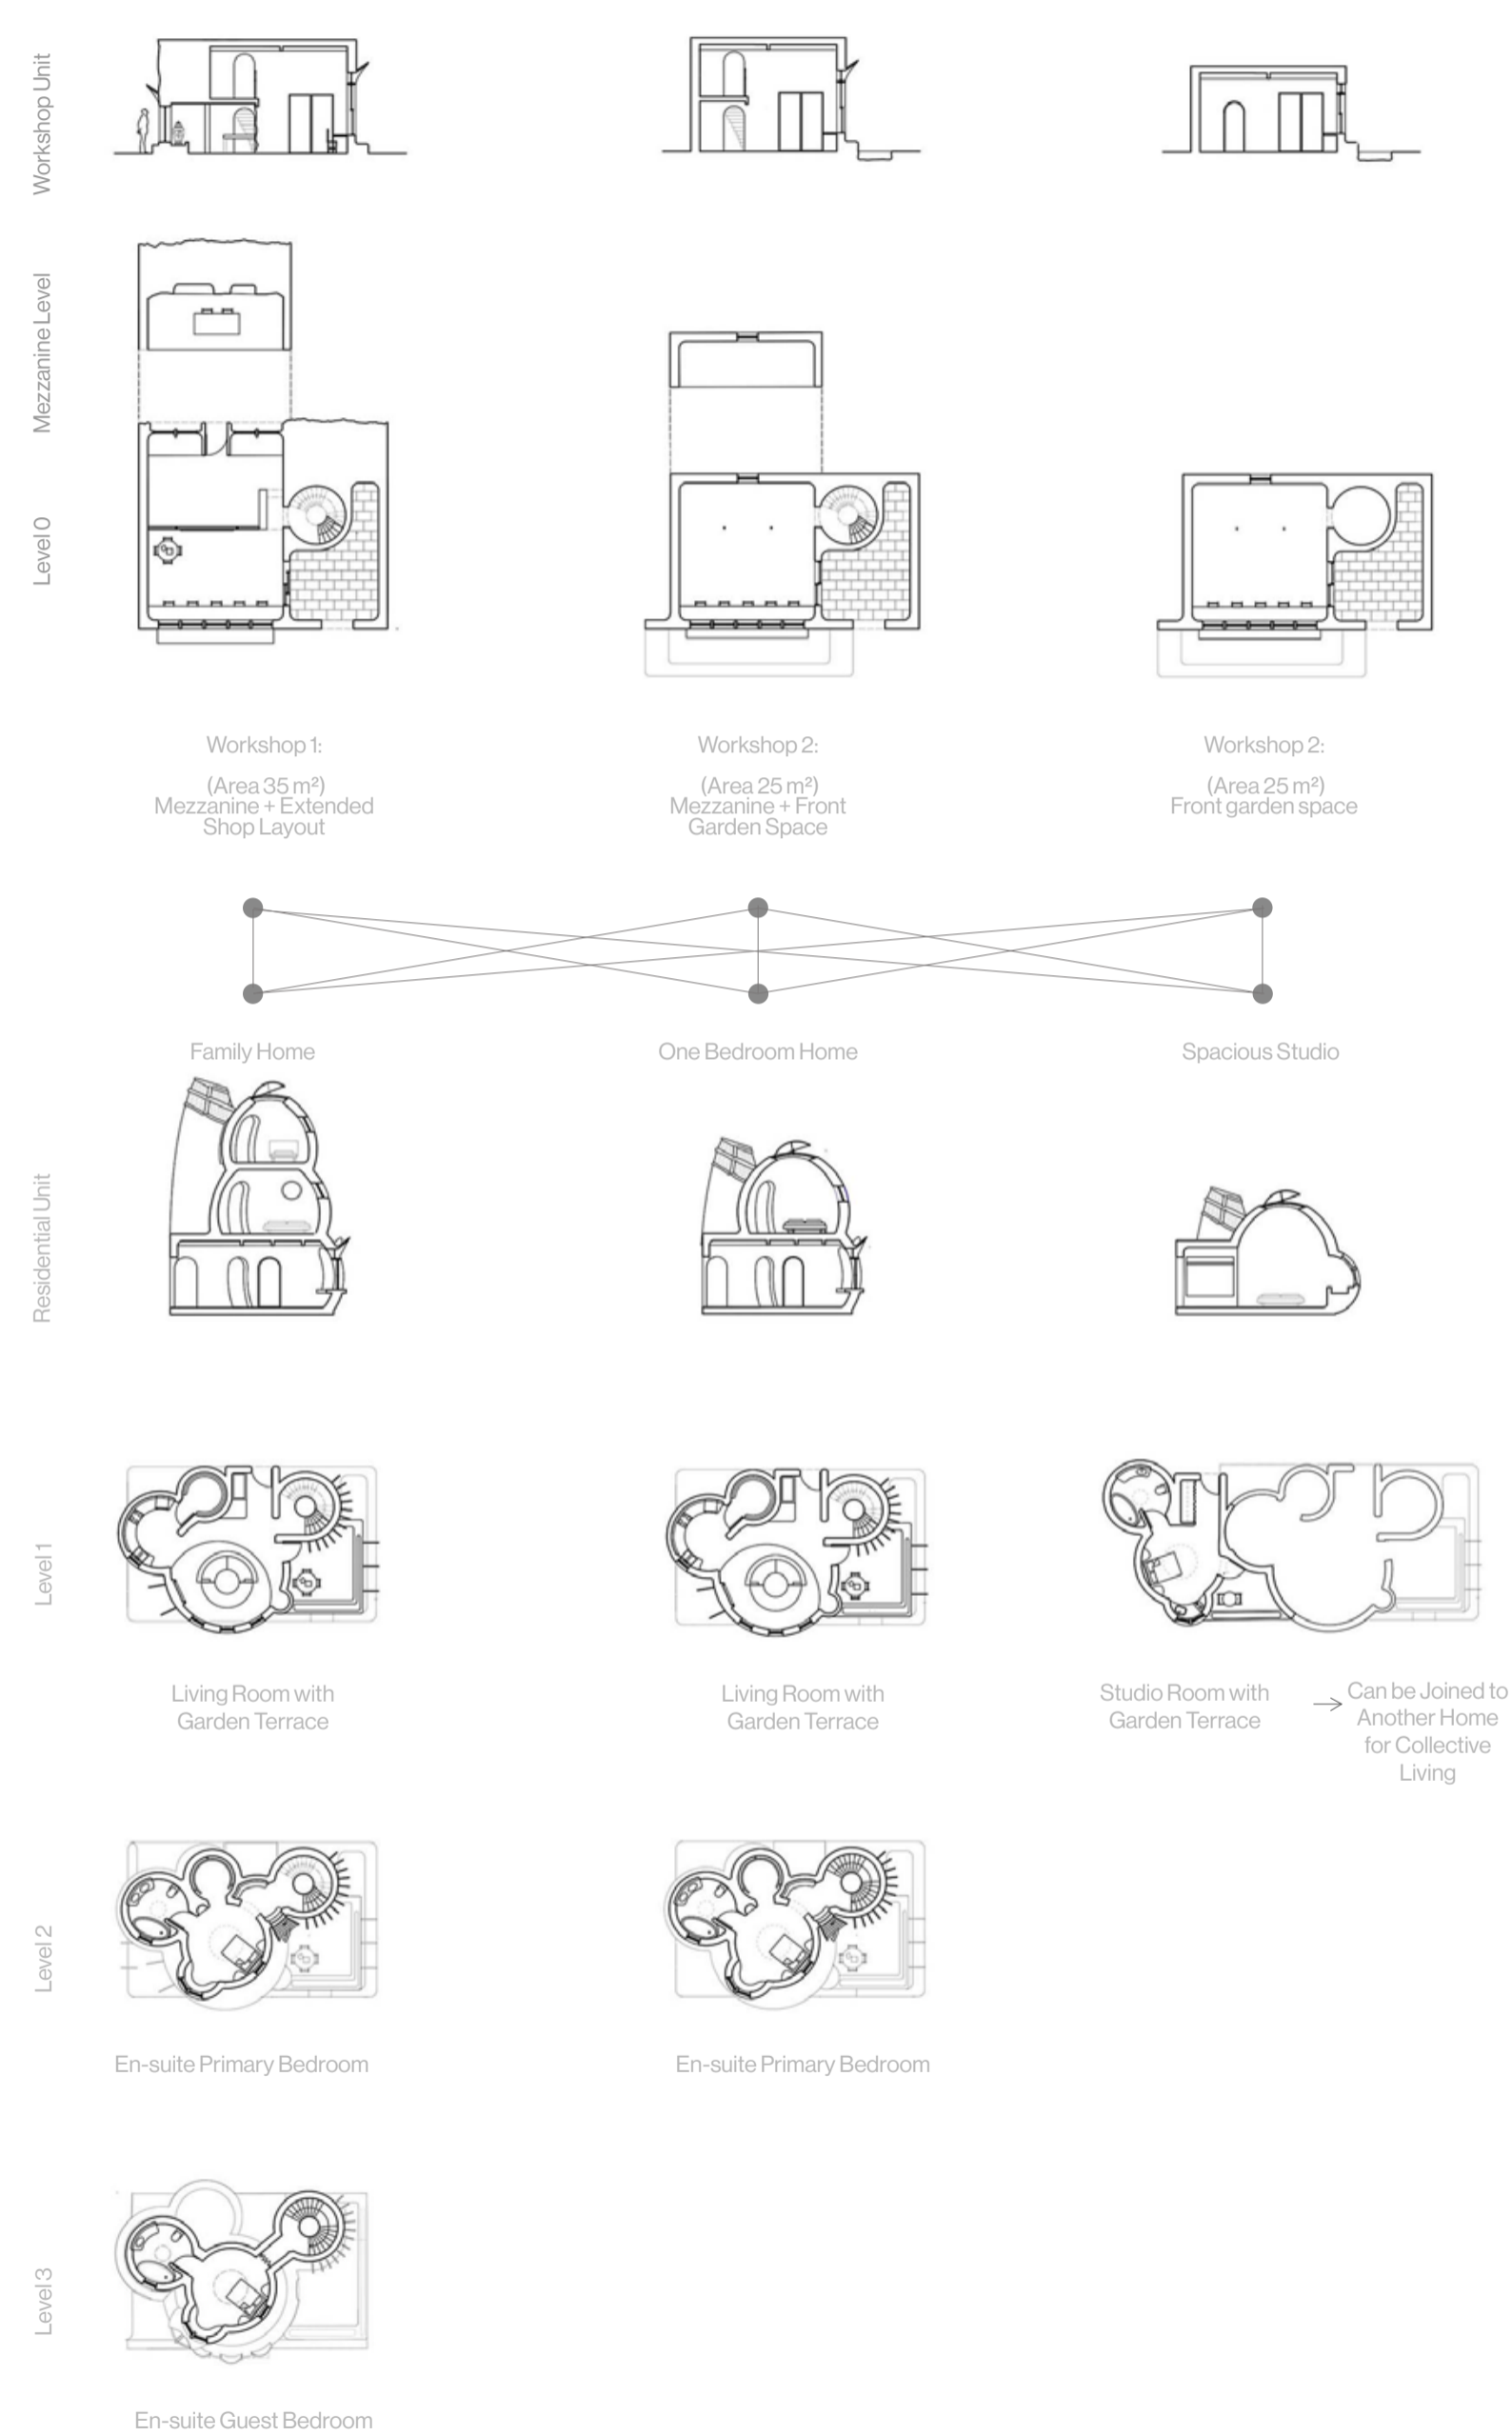 Workshop Unit
Mezzanine Level
Level 0
Workshop 1:
(Area 35 m²)
Mezzanine + Extended
Shop Layout
Workshop 2:
(Area 25 m²)
Mezzanine + Front
Garden Space
Workshop 2:
(Area 25 m²)
Front garden space
Family Home
One Bedroom Home
Spacious Studio
Residential Unit
Level 1
Living Room with
Garden Terrace
Living Room with
Garden Terrace
Studio Room with
Garden Terrace
Can be Joined to
Another Home
for Collective
Living
Level 2
En-suite Primary Bedroom
En-suite Primary Bedroom
Level 3
En-suite Guest Bedroom